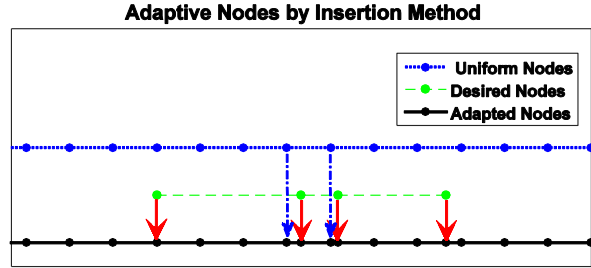 Adaptive Nodes by Insertion Method
Uniform Nodes
Desired Nodes
Adapted Nodes